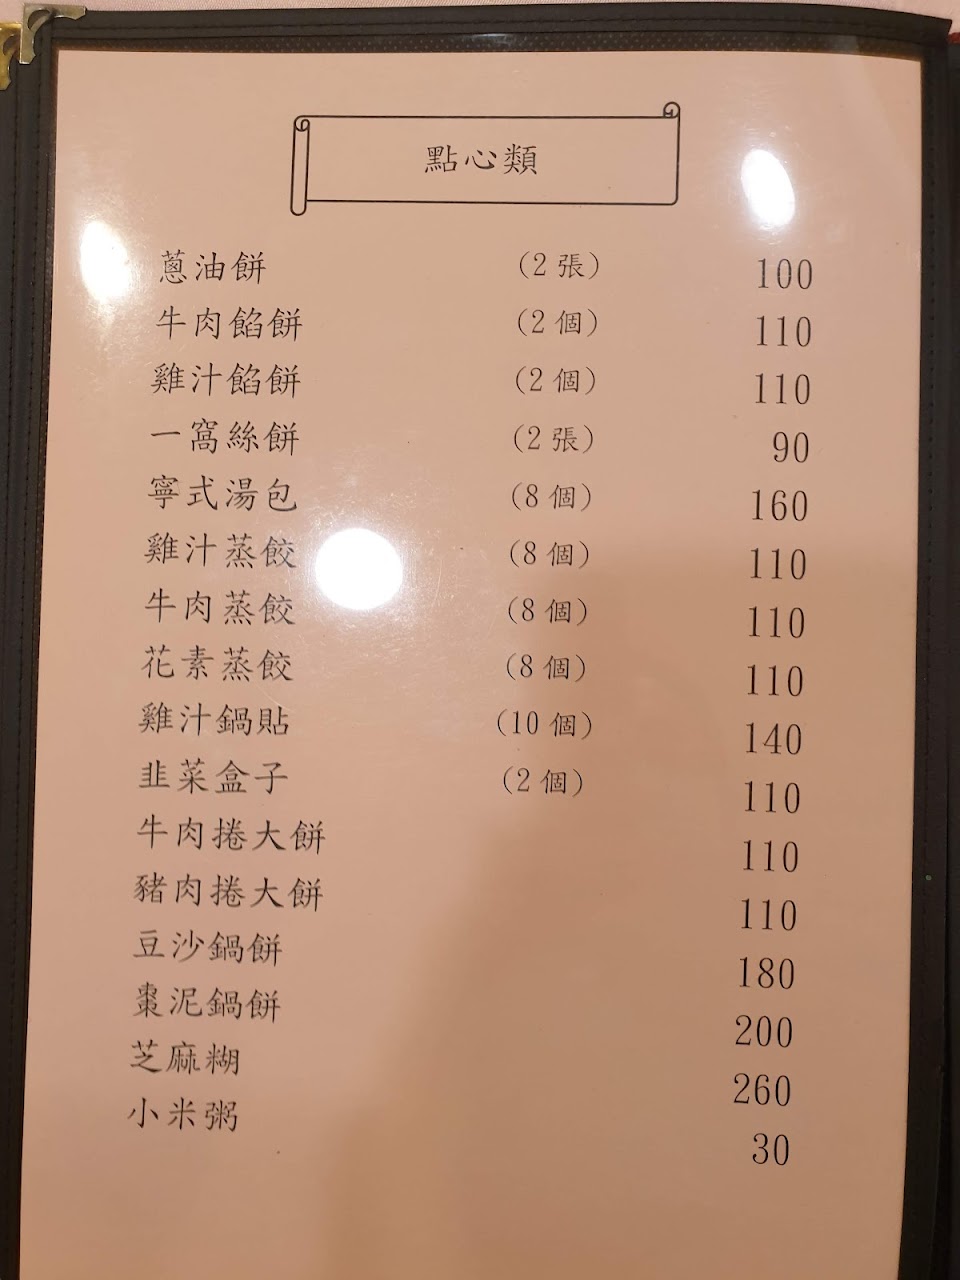 點心類
蔥油餅 (2張) 100
牛肉餡餅 (2個) 110
雞汁餡餅 (2個) 110
一窩絲餅 (2張) 90
寧式湯包 (8個) 160
雞汁蒸餃 (8個) 110
牛肉蒸餃 (8個) 110
花素蒸餃 (8個) 110
雞汁鍋貼 (10個) 140
韭菜盒子 (2個) 110
牛肉捲大餅 110
豬肉捲大餅 110
豆沙鍋餅 180
棗泥鍋餅 200
芝麻糊 260
小米粥 30